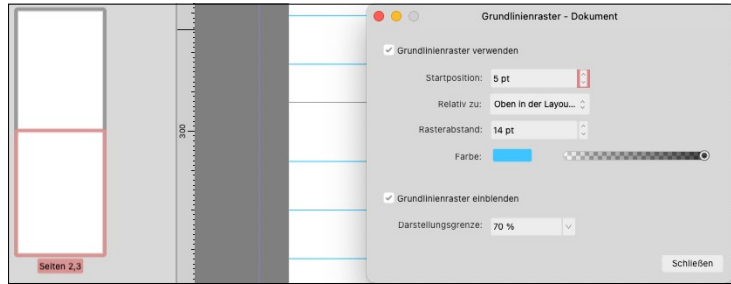 Seiten 2,3
300
Grundlinienraster - Dokument
Grundlinienraster verwenden
Startposition: 5 pt
Relativ zu: Oben in der Layou...
Rasterabstand: 14 pt
Farbe:
Grundlinienraster einblenden
Darstellungsgrenze: 70 %
Schließen